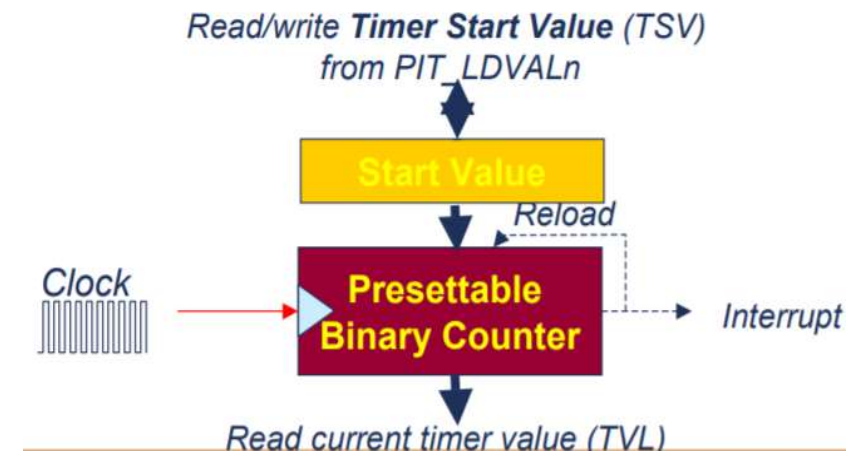 Read/write Timer Start Value (TSV)
from PIT_LDVALn
Start Value
Reload
Clock
Presettable
Binary Counter
Interrupt
Read current timer value (TVL)